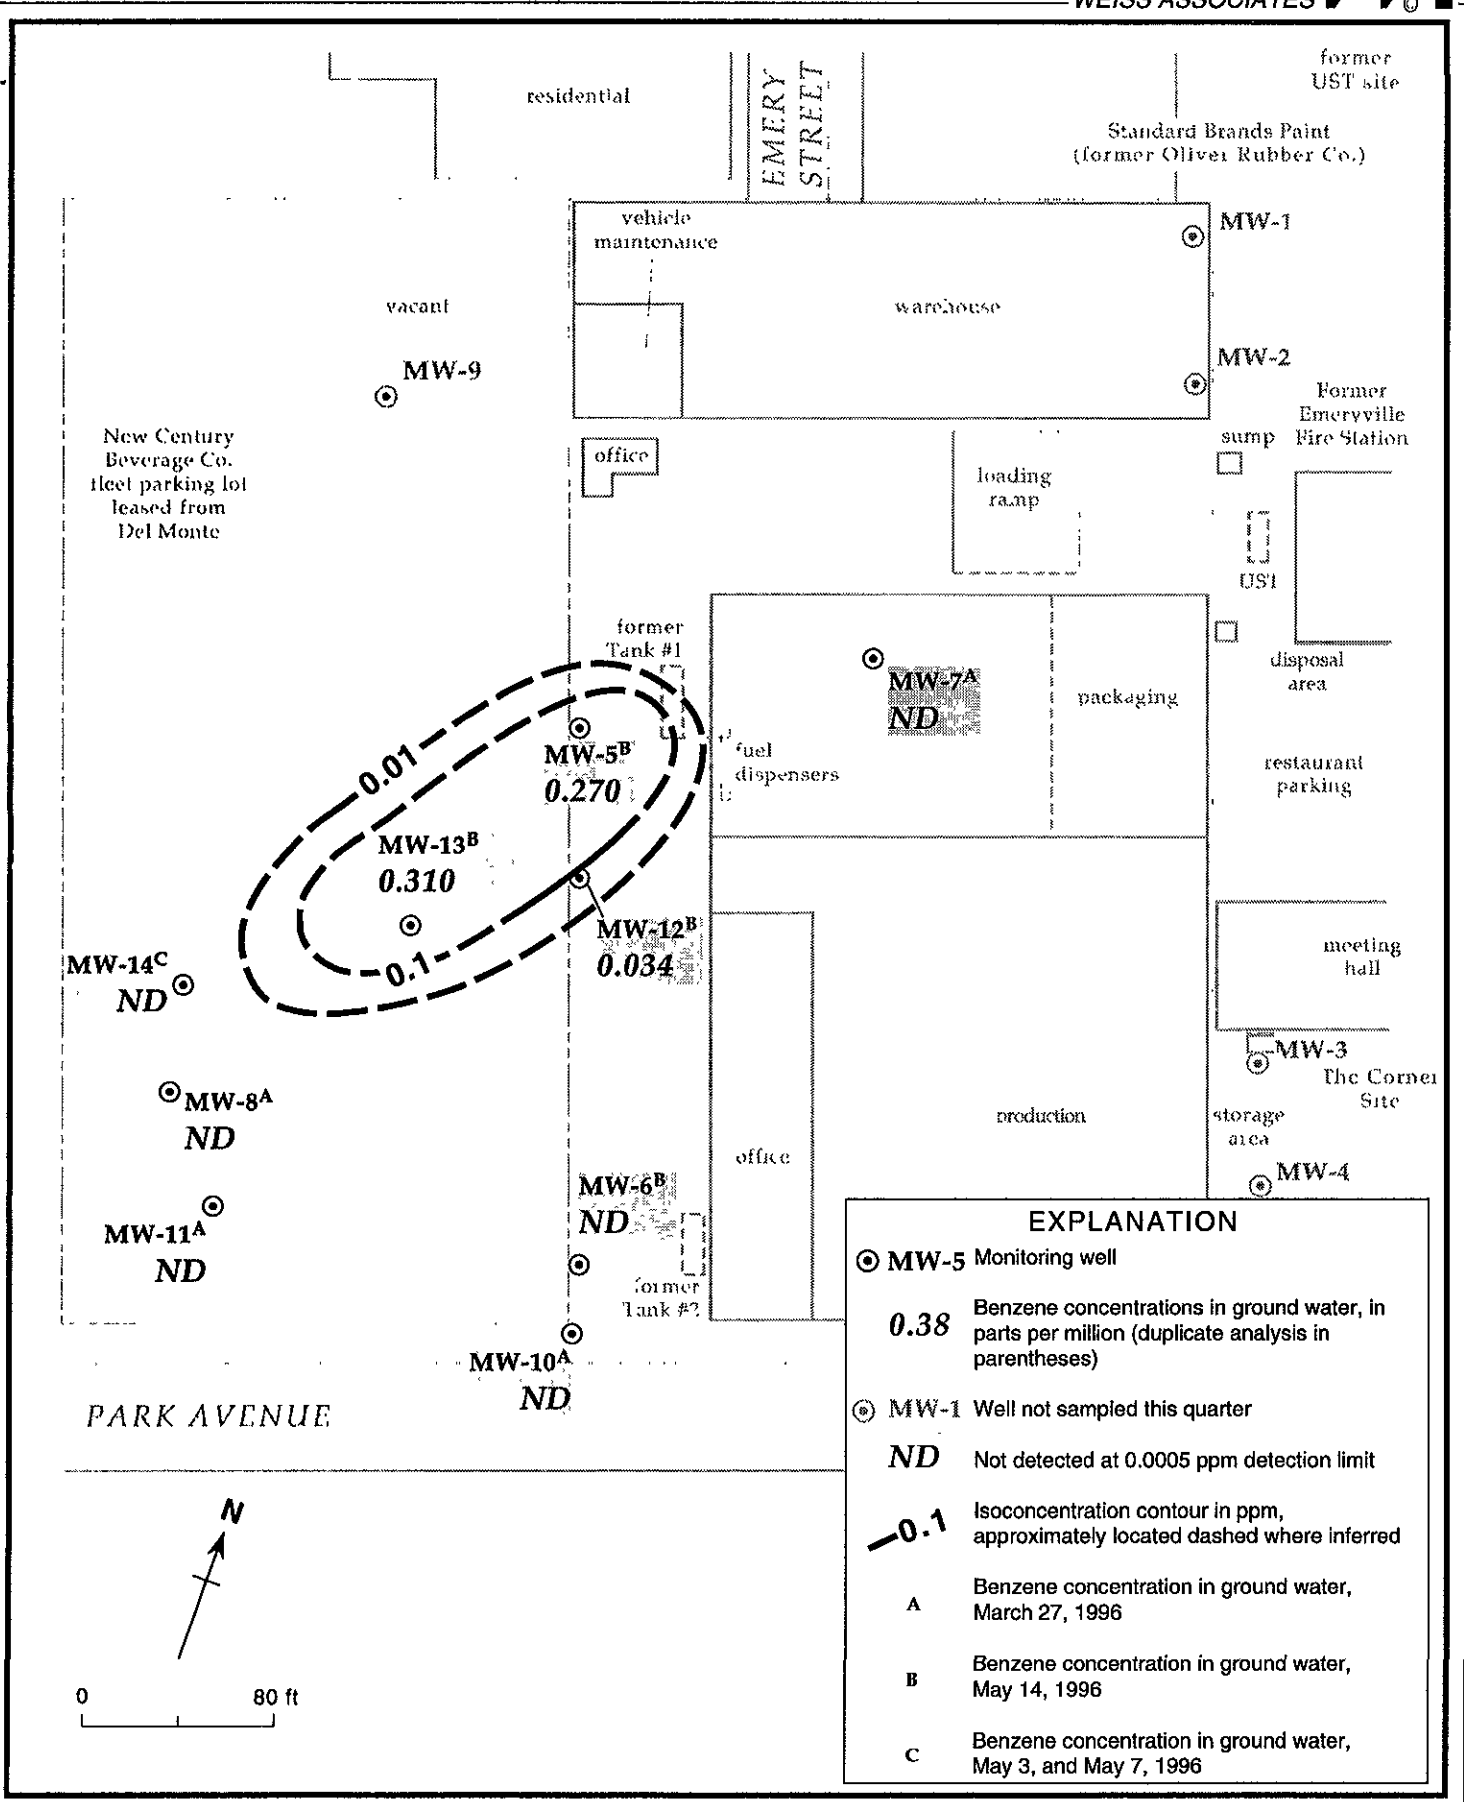 WEISS ASSOCIATES
former
UST site
residential
EMERY
STREET
Standard Brands Paint
(former Oliver Rubber Co.)
vehicle
maintenance
MW-1
vacant
warehouse
MW-9
MW-2
Former
Emeryville
Fire Station
New Century
Beverage Co.
fleet parking lot
leased from
Del Monte
office
sump
loading
ramp
UST
former
Tank #1
disposal
area
MW-7A
ND
packaging
0.01
MW-5B
0.270
fuel
dispensers
restaurant
parking
MW-13B
0.310
MW-12B
0.034
0.1
meeting
hall
MW-14C
ND
MW-3
The Corner
Site
MW-8A
ND
production
storage
area
office
MW-6B
ND
MW-4
MW-11A
ND
former
Tank #2
MW-10A
ND
PARK AVENUE
N
0 80 ft
EXPLANATION
MW-5 Monitoring well
0.38 Benzene concentrations in ground water, in
parts per million (duplicate analysis in
parentheses)
MW-1 Well not sampled this quarter
ND Not detected at 0.0005 ppm detection limit
0.1 Isoconcentration contour in ppm,
approximately located dashed where inferred
A Benzene concentration in ground water,
March 27, 1996
B Benzene concentration in ground water,
May 14, 1996
C Benzene concentration in ground water,
May 3, and May 7, 1996